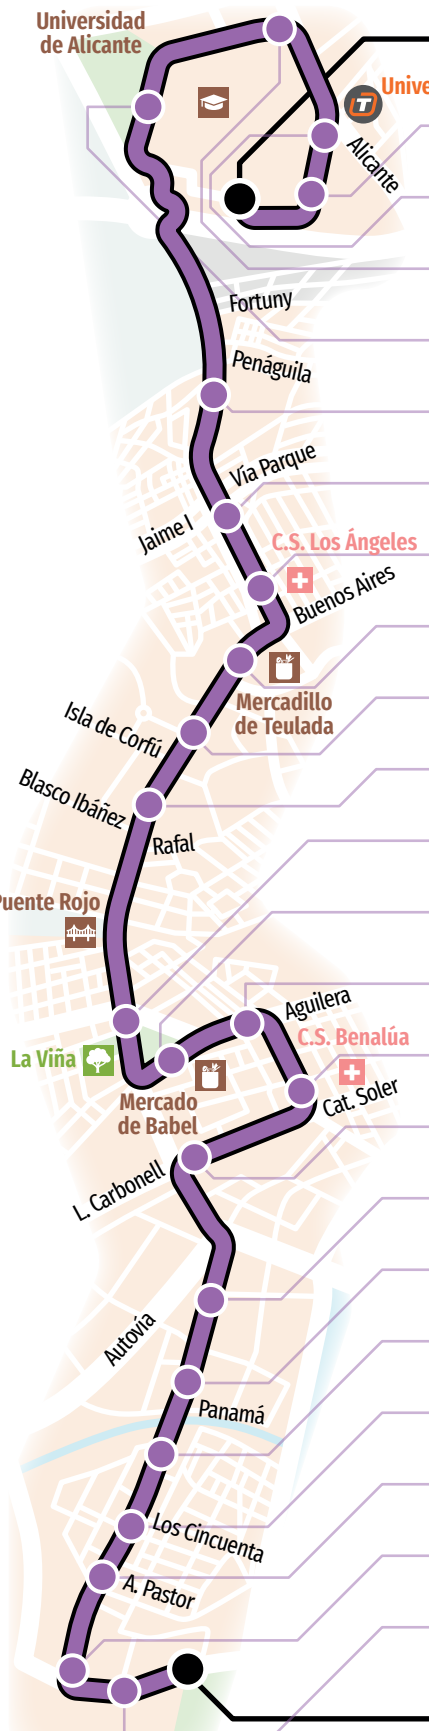 Universidad
de Alicante
Unive
Alicante
Fortuny
Penáguila
Vía Parque
Jaime I
C.S. Los Ángeles
Buenos Aires
Mercadillo
de Teulada
Isla de Corfú
Blasco Ibáñez
Rafal
Puente Rojo
Aguilera
C.S. Benalúa
La Viña
Mercado
de Babel
Cat. Soler
L. Carbonell
Autovía
Panamá
Los Cincuenta
A. Pastor